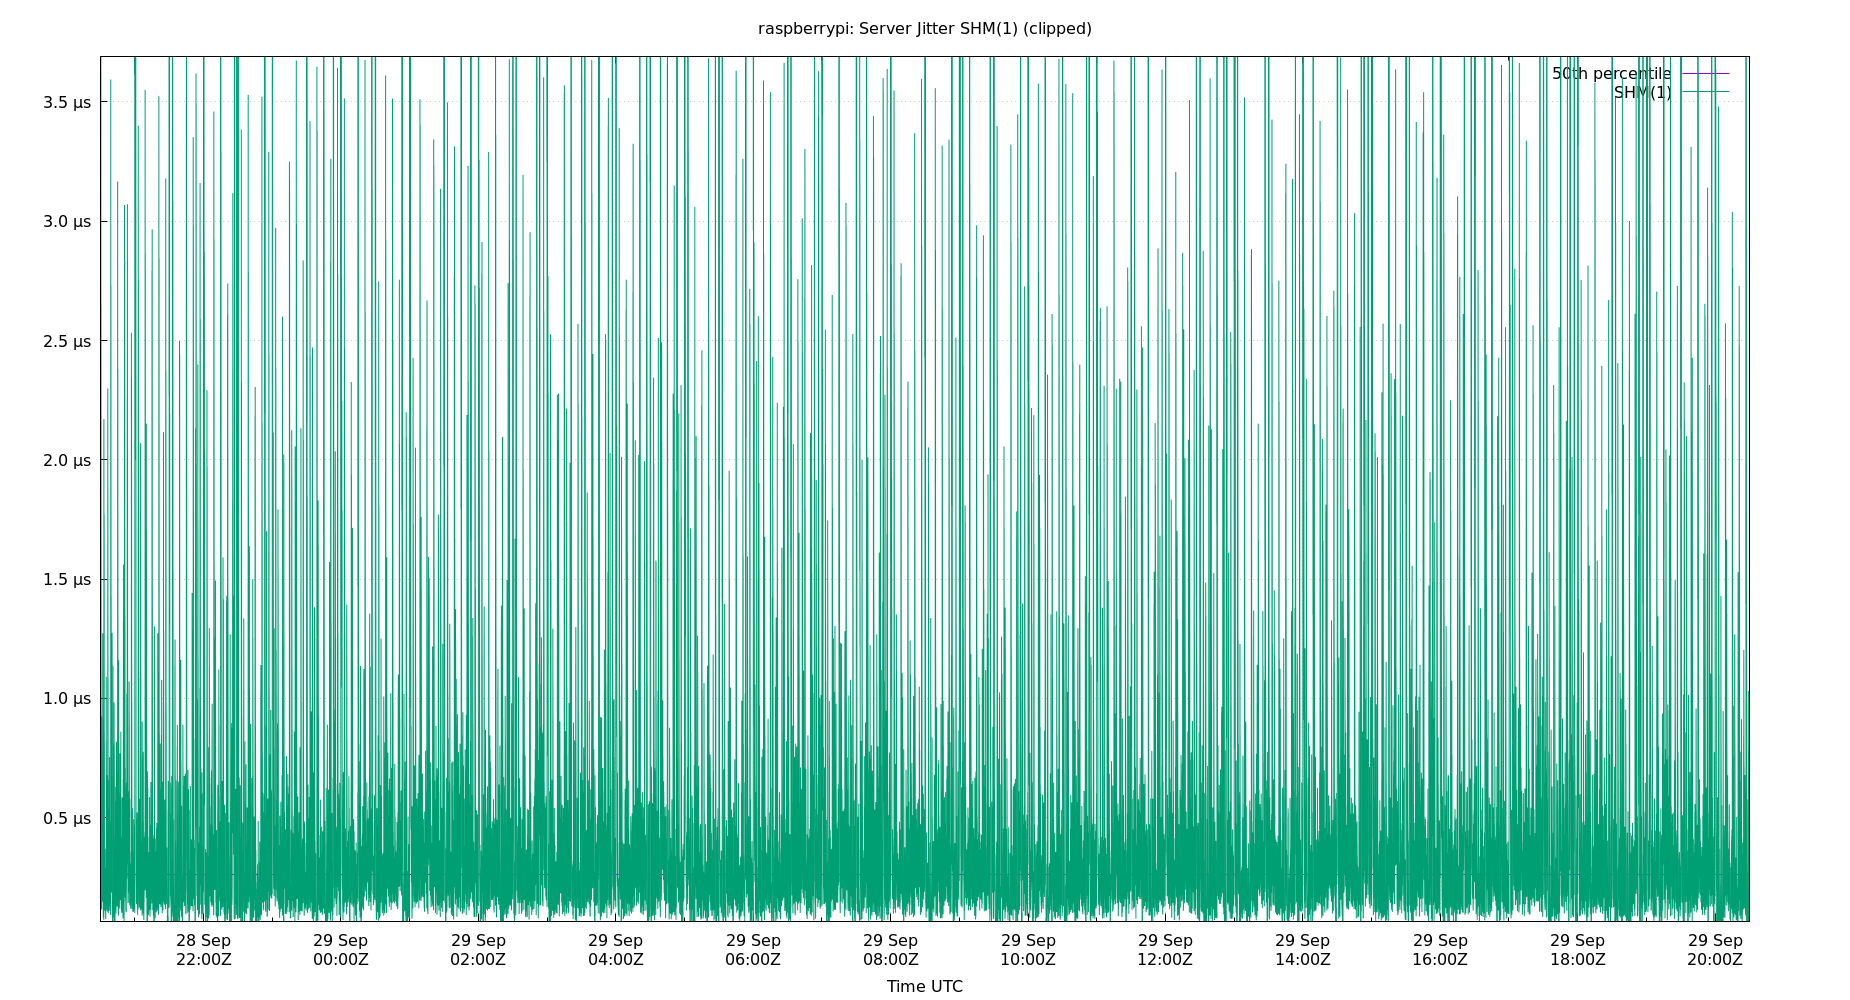 raspberrypi: Server Jitter SHM(1) (clipped)
50th percentile
SHM(1)
3.5 µs
3.0 µs
2.5 µs
2.0 µs
1.5 µs
1.0 µs
0.5 µs
28 Sep 29 Sep 29 Sep 29 Sep 29 Sep 29 Sep 29 Sep 29 Sep 29 Sep 29 Sep 29 Sep 29 Sep
22:00Z 00:00Z 02:00Z 04:00Z 06:00Z 08:00Z 10:00Z 12:00Z 14:00Z 16:00Z 18:00Z 20:00Z
Time UTC